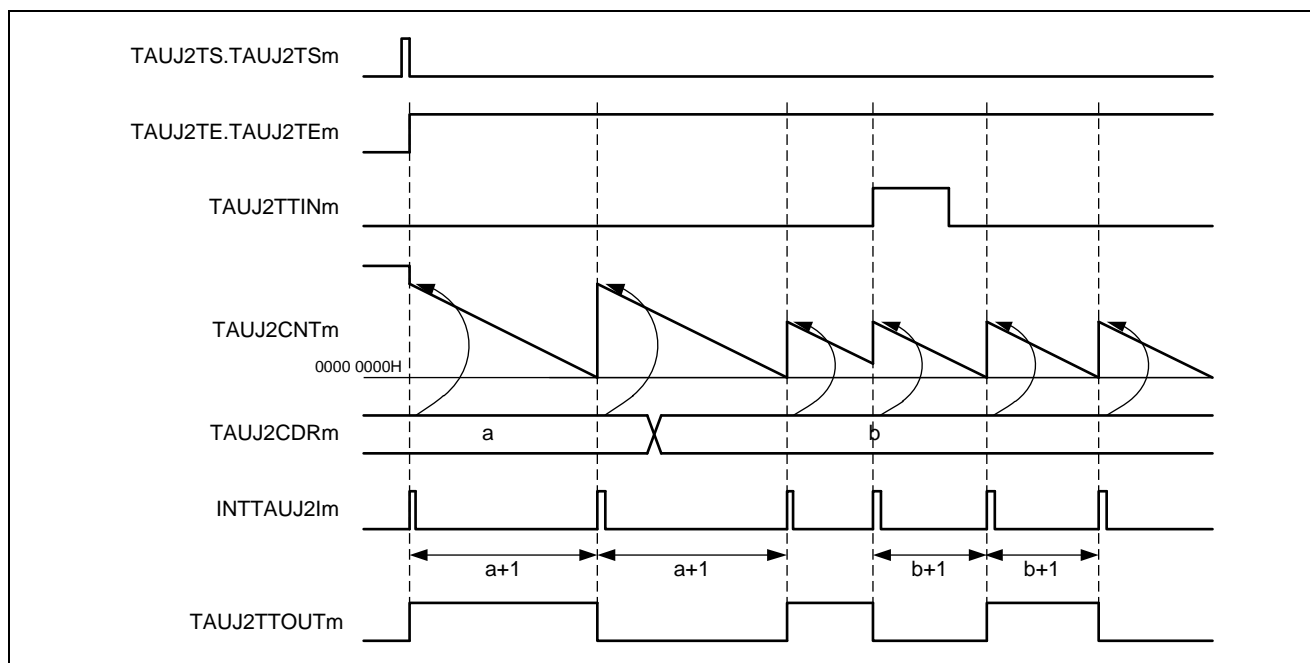 TAUJ2TS.TAUJ2TSm
TAUJ2TE.TAUJ2TEm
TAUJ2TTINm
TAUJ2CNTm
0000 0000H
TAUJ2CDRm
a
b
INTTAUJ2Im
a+1
a+1
b+1
b+1
TAUJ2TTOUTm